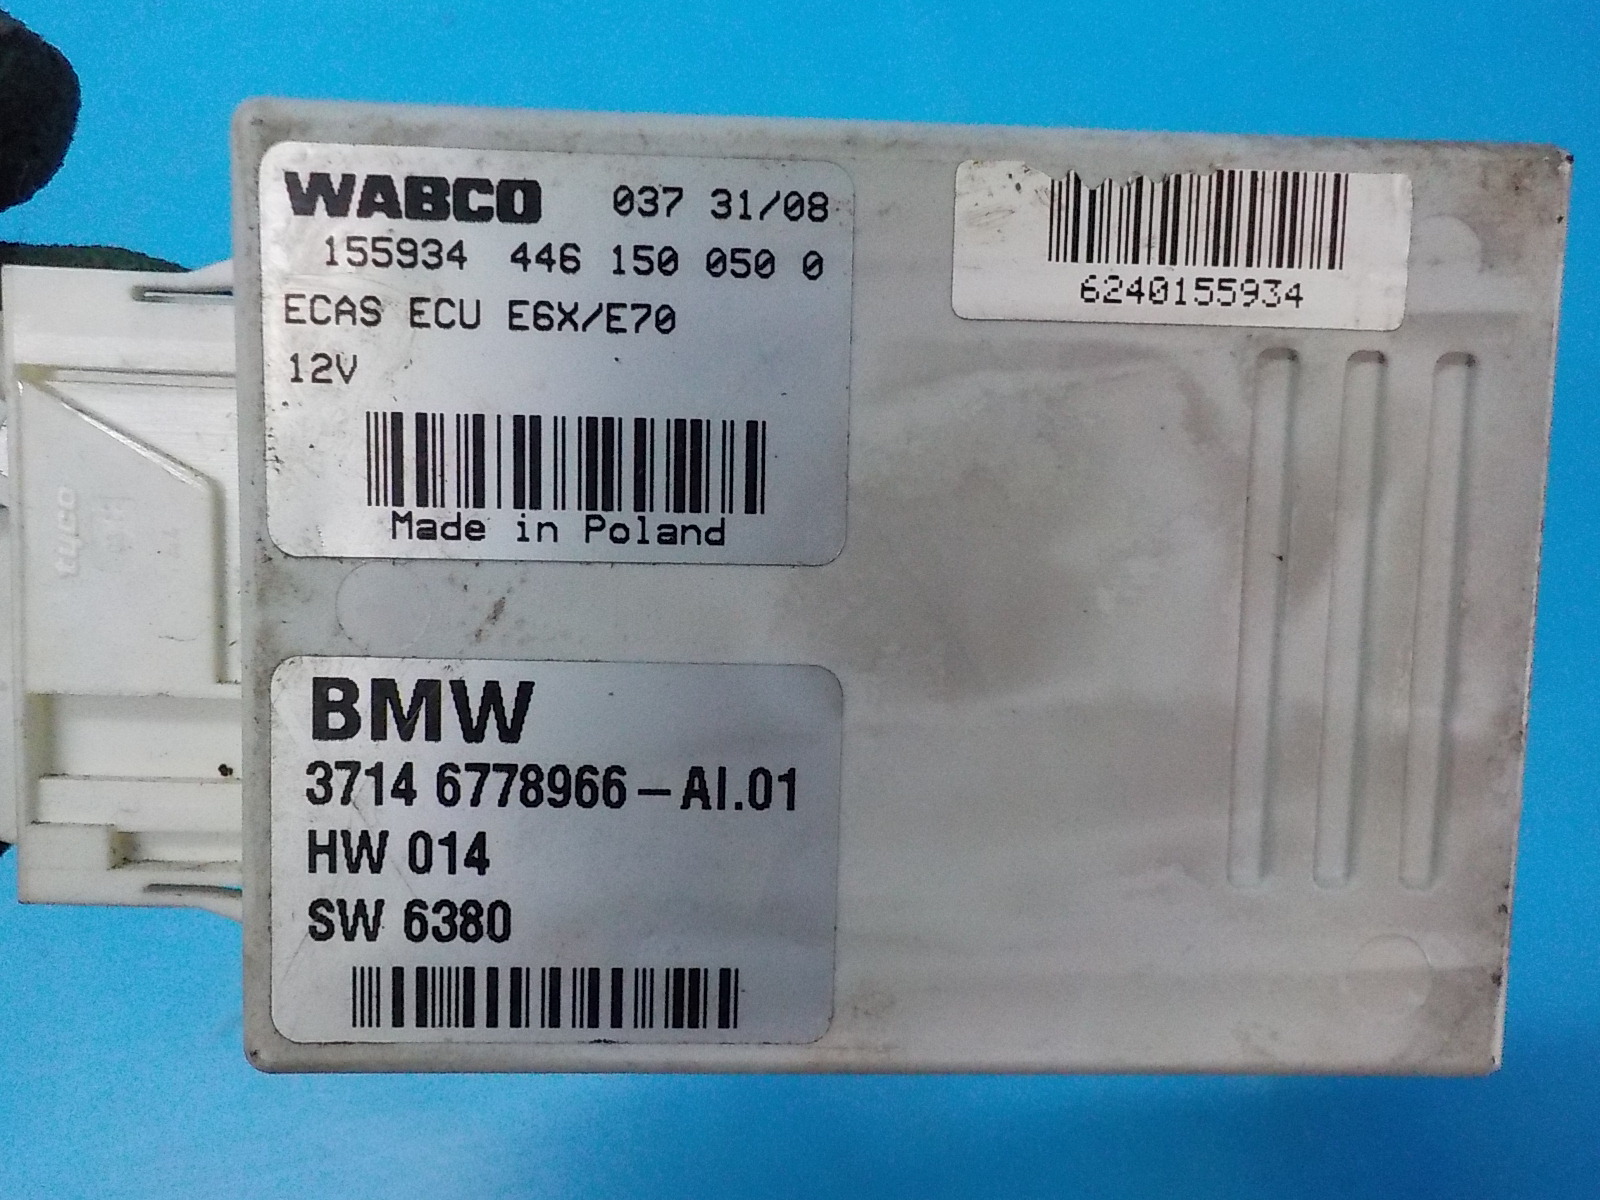 WABCO 037 31/08
155934 446 150 050 0
ECAS ECU E6X/E70
12V
Made in Poland
6240155934
BMW
3714 6778966-AI.01
HW 014
SW 6380
tyco